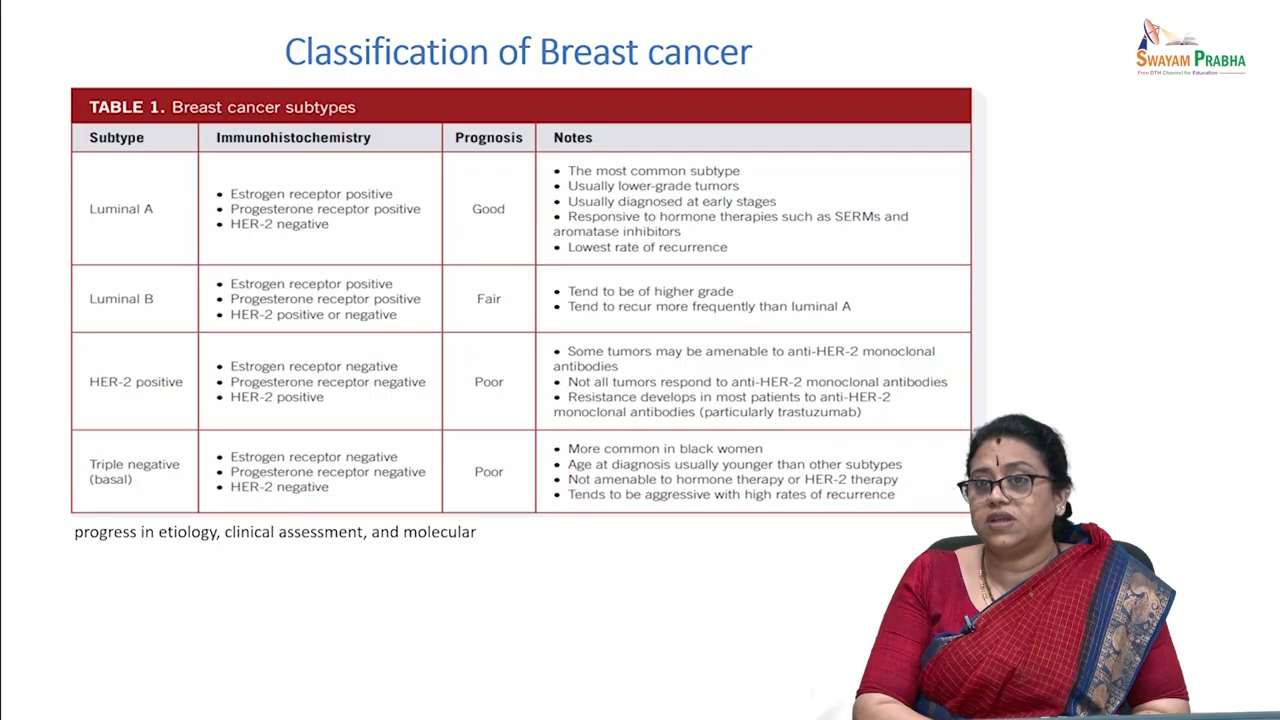 Classification of Breast cancer
SWAYAM PRABHA
Free DTH Channel for Education
TABLE 1. Breast cancer subtypes
Subtype Immunohistochemistry Prognosis Notes
Luminal A
• Estrogen receptor positive
• Progesterone receptor positive
• HER-2 negative
Good
• The most common subtype
• Usually lower-grade tumors
• Usually diagnosed at early stages
• Responsive to hormone therapies such as SERMs and
aromatase inhibitors
• Lowest rate of recurrence
Luminal B
• Estrogen receptor positive
• Progesterone receptor positive
• HER-2 positive or negative
Fair
• Tend to be of higher grade
• Tend to recur more frequently than luminal A
HER-2 positive
• Estrogen receptor negative
• Progesterone receptor negative
• HER-2 positive
Poor
• Some tumors may be amenable to anti-HER-2 monoclonal
antibodies
• Not all tumors respond to anti-HER-2 monoclonal antibodies
• Resistance develops in most patients to anti-HER-2
monoclonal antibodies (particularly trastuzumab)
Triple negative
(basal)
• Estrogen receptor negative
• Progesterone receptor negative
• HER-2 negative
Poor
• More common in black women
• Age at diagnosis usually younger than other subtypes
• Not amenable to hormone therapy or HER-2 therapy
• Tends to be aggressive with high rates of recurrence
progress in etiology, clinical assessment, and molecular